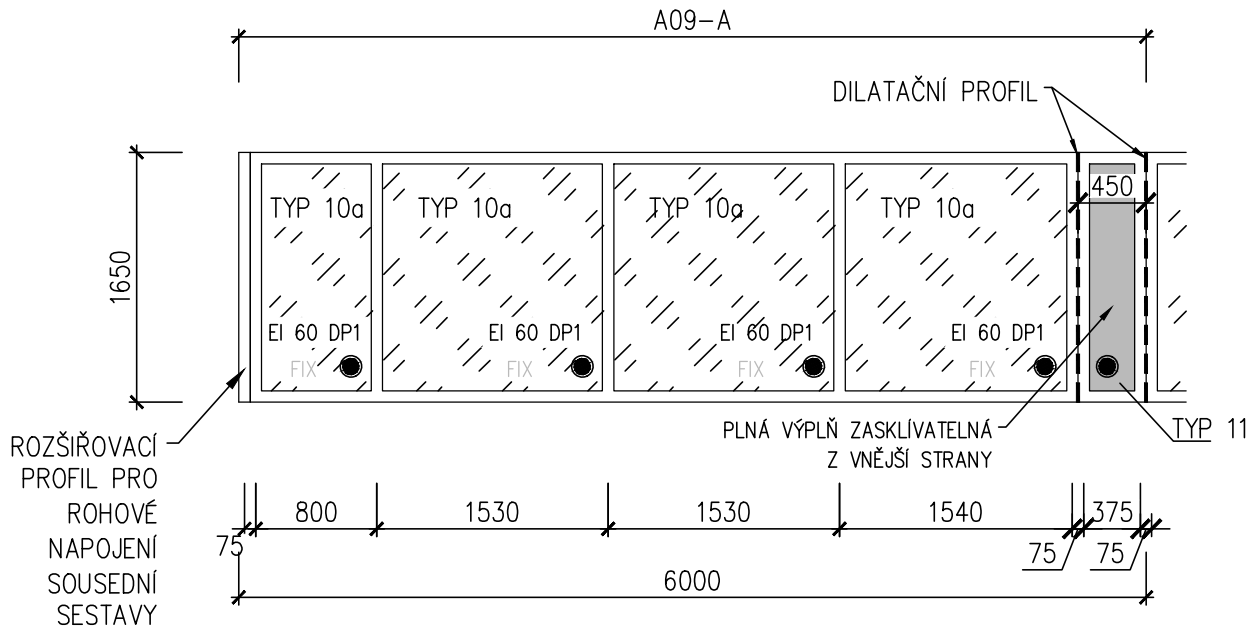 A09-A
DILATAČNÍ PROFIL
450
TYP 10a
TYP 10a
TYP 10a
TYP 10a
1650
EI 60 DP1
EI 60 DP1
EI 60 DP1
EI 60 DP1
FIX
FIX
FIX
FIX
PLNÁ VÝPLŇ ZASKLÍVATELNÁ
Z VNĚJŠÍ STRANY
TYP 11
ROZŠIŘOVACÍ
PROFIL PRO
ROHOVÉ
NAPOJENÍ
SOUSEDNÍ
SESTAVY
800
1530
1530
1540
375
75
75
75
6000